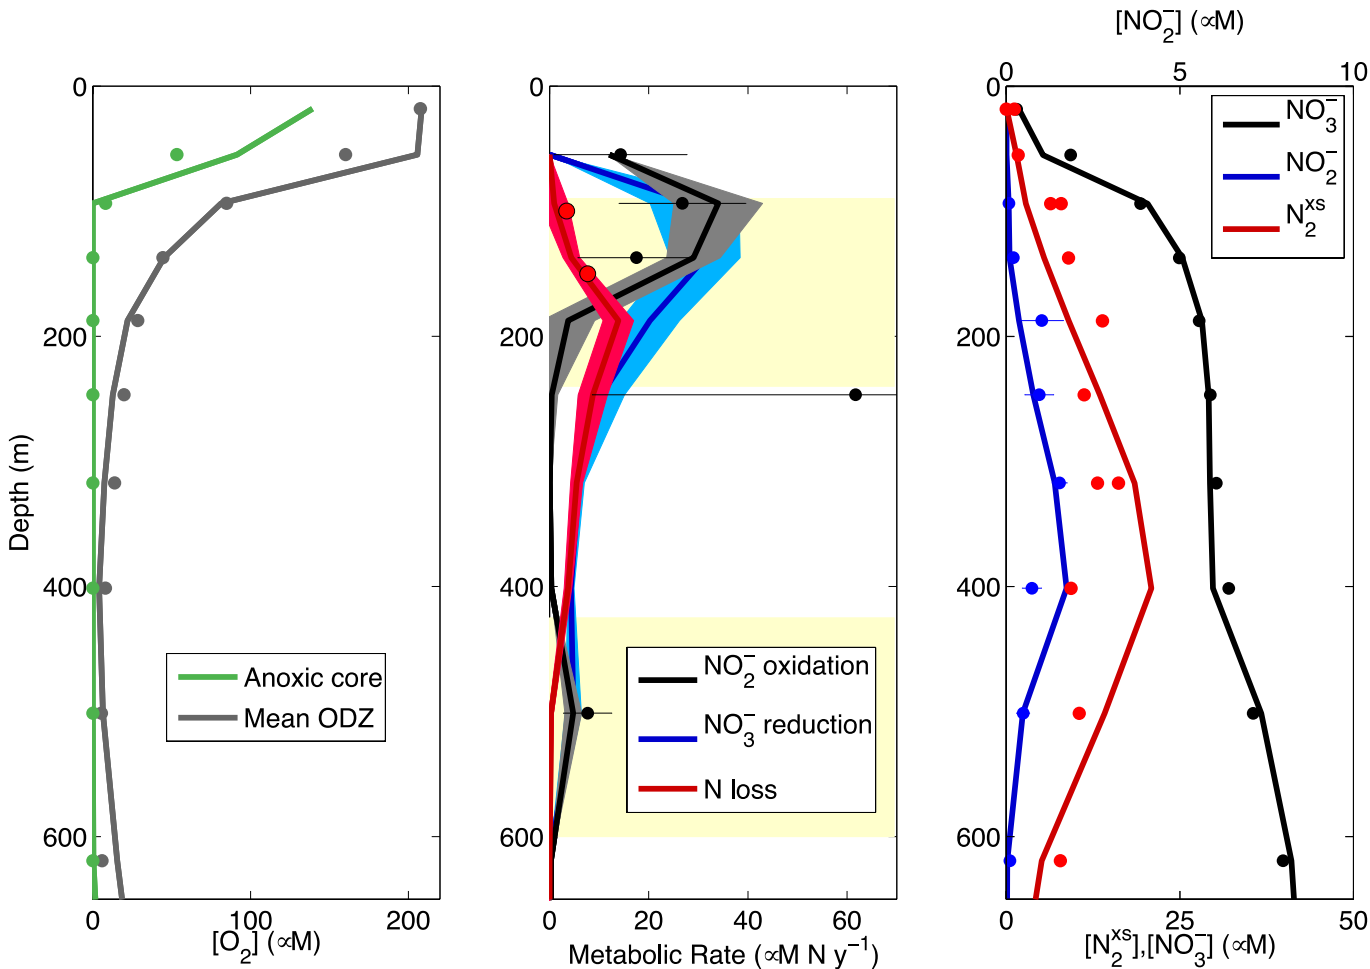 [NO₂⁻] (∝M)
0 5 10
0
200
400
600
Depth (m)
0 100 200
[O₂] (∝M)
Anoxic core
Mean ODZ
0
200
400
600
0 20 40 60
Metabolic Rate (∝M N y⁻¹)
NO₂⁻ oxidation
NO₃⁻ reduction
N loss
0
200
400
600
0 25 50
[N₂ˣˢ],[NO₃⁻] (∝M)
NO₃⁻
NO₂⁻
N₂ˣˢ